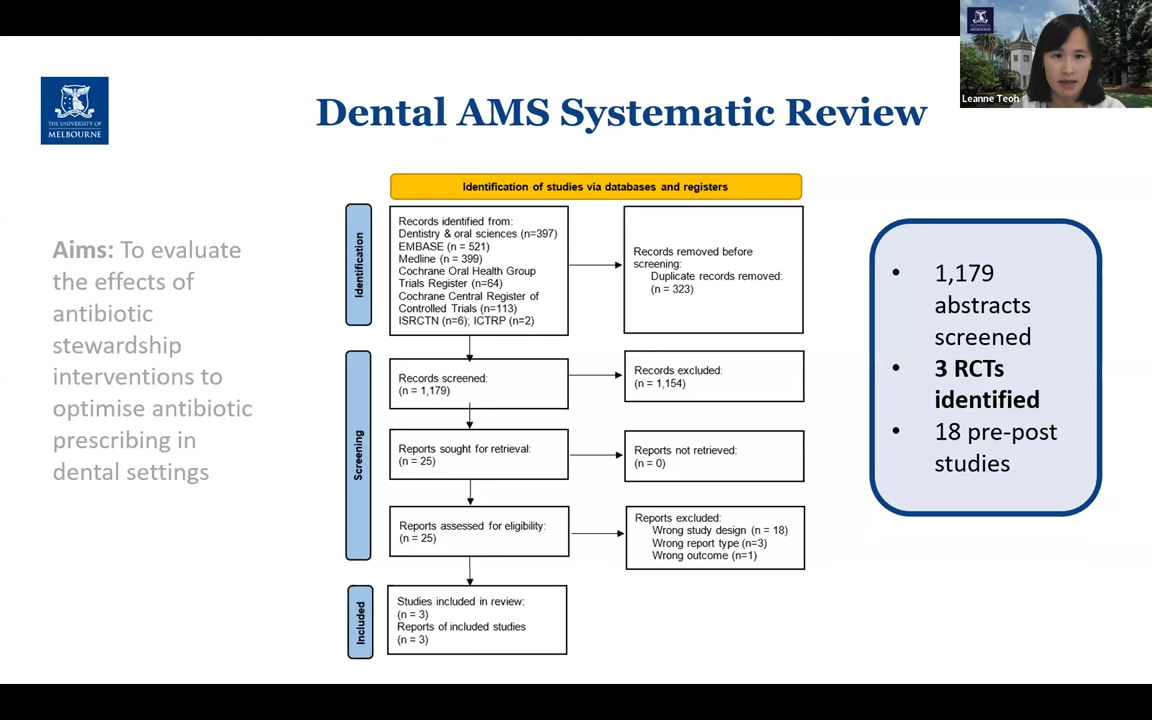 Leanne Teoh
THE UNIVERSITY OF
MELBOURNE
Dental AMS Systematic Review
Aims: To evaluate
the effects of
antibiotic
stewardship
interventions to
optimise antibiotic
prescribing in
dental settings
Identification of studies via databases and registers
Identification
Records identified from:
Dentistry & oral sciences (n=397)
EMBASE (n = 521)
Medline (n = 399)
Cochrane Oral Health Group
Trials Register (n=64)
Cochrane Central Register of
Controlled Trials (n=113)
ISRCTN (n=6); ICTRP (n=2)
Records removed before
screening:
Duplicate records removed:
(n = 323)
Screening
Records screened:
(n = 1,179)
Records excluded:
(n = 1,154)
Reports sought for retrieval:
(n = 25)
Reports not retrieved:
(n = 0)
Reports assessed for eligibility:
(n = 25)
Reports excluded:
Wrong study design (n = 18)
Wrong report type (n=3)
Wrong outcome (n=1)
Included
Studies included in review:
(n = 3)
Reports of included studies
(n = 3)
• 1,179
abstracts
screened
• 3 RCTs
identified
• 18 pre-post
studies